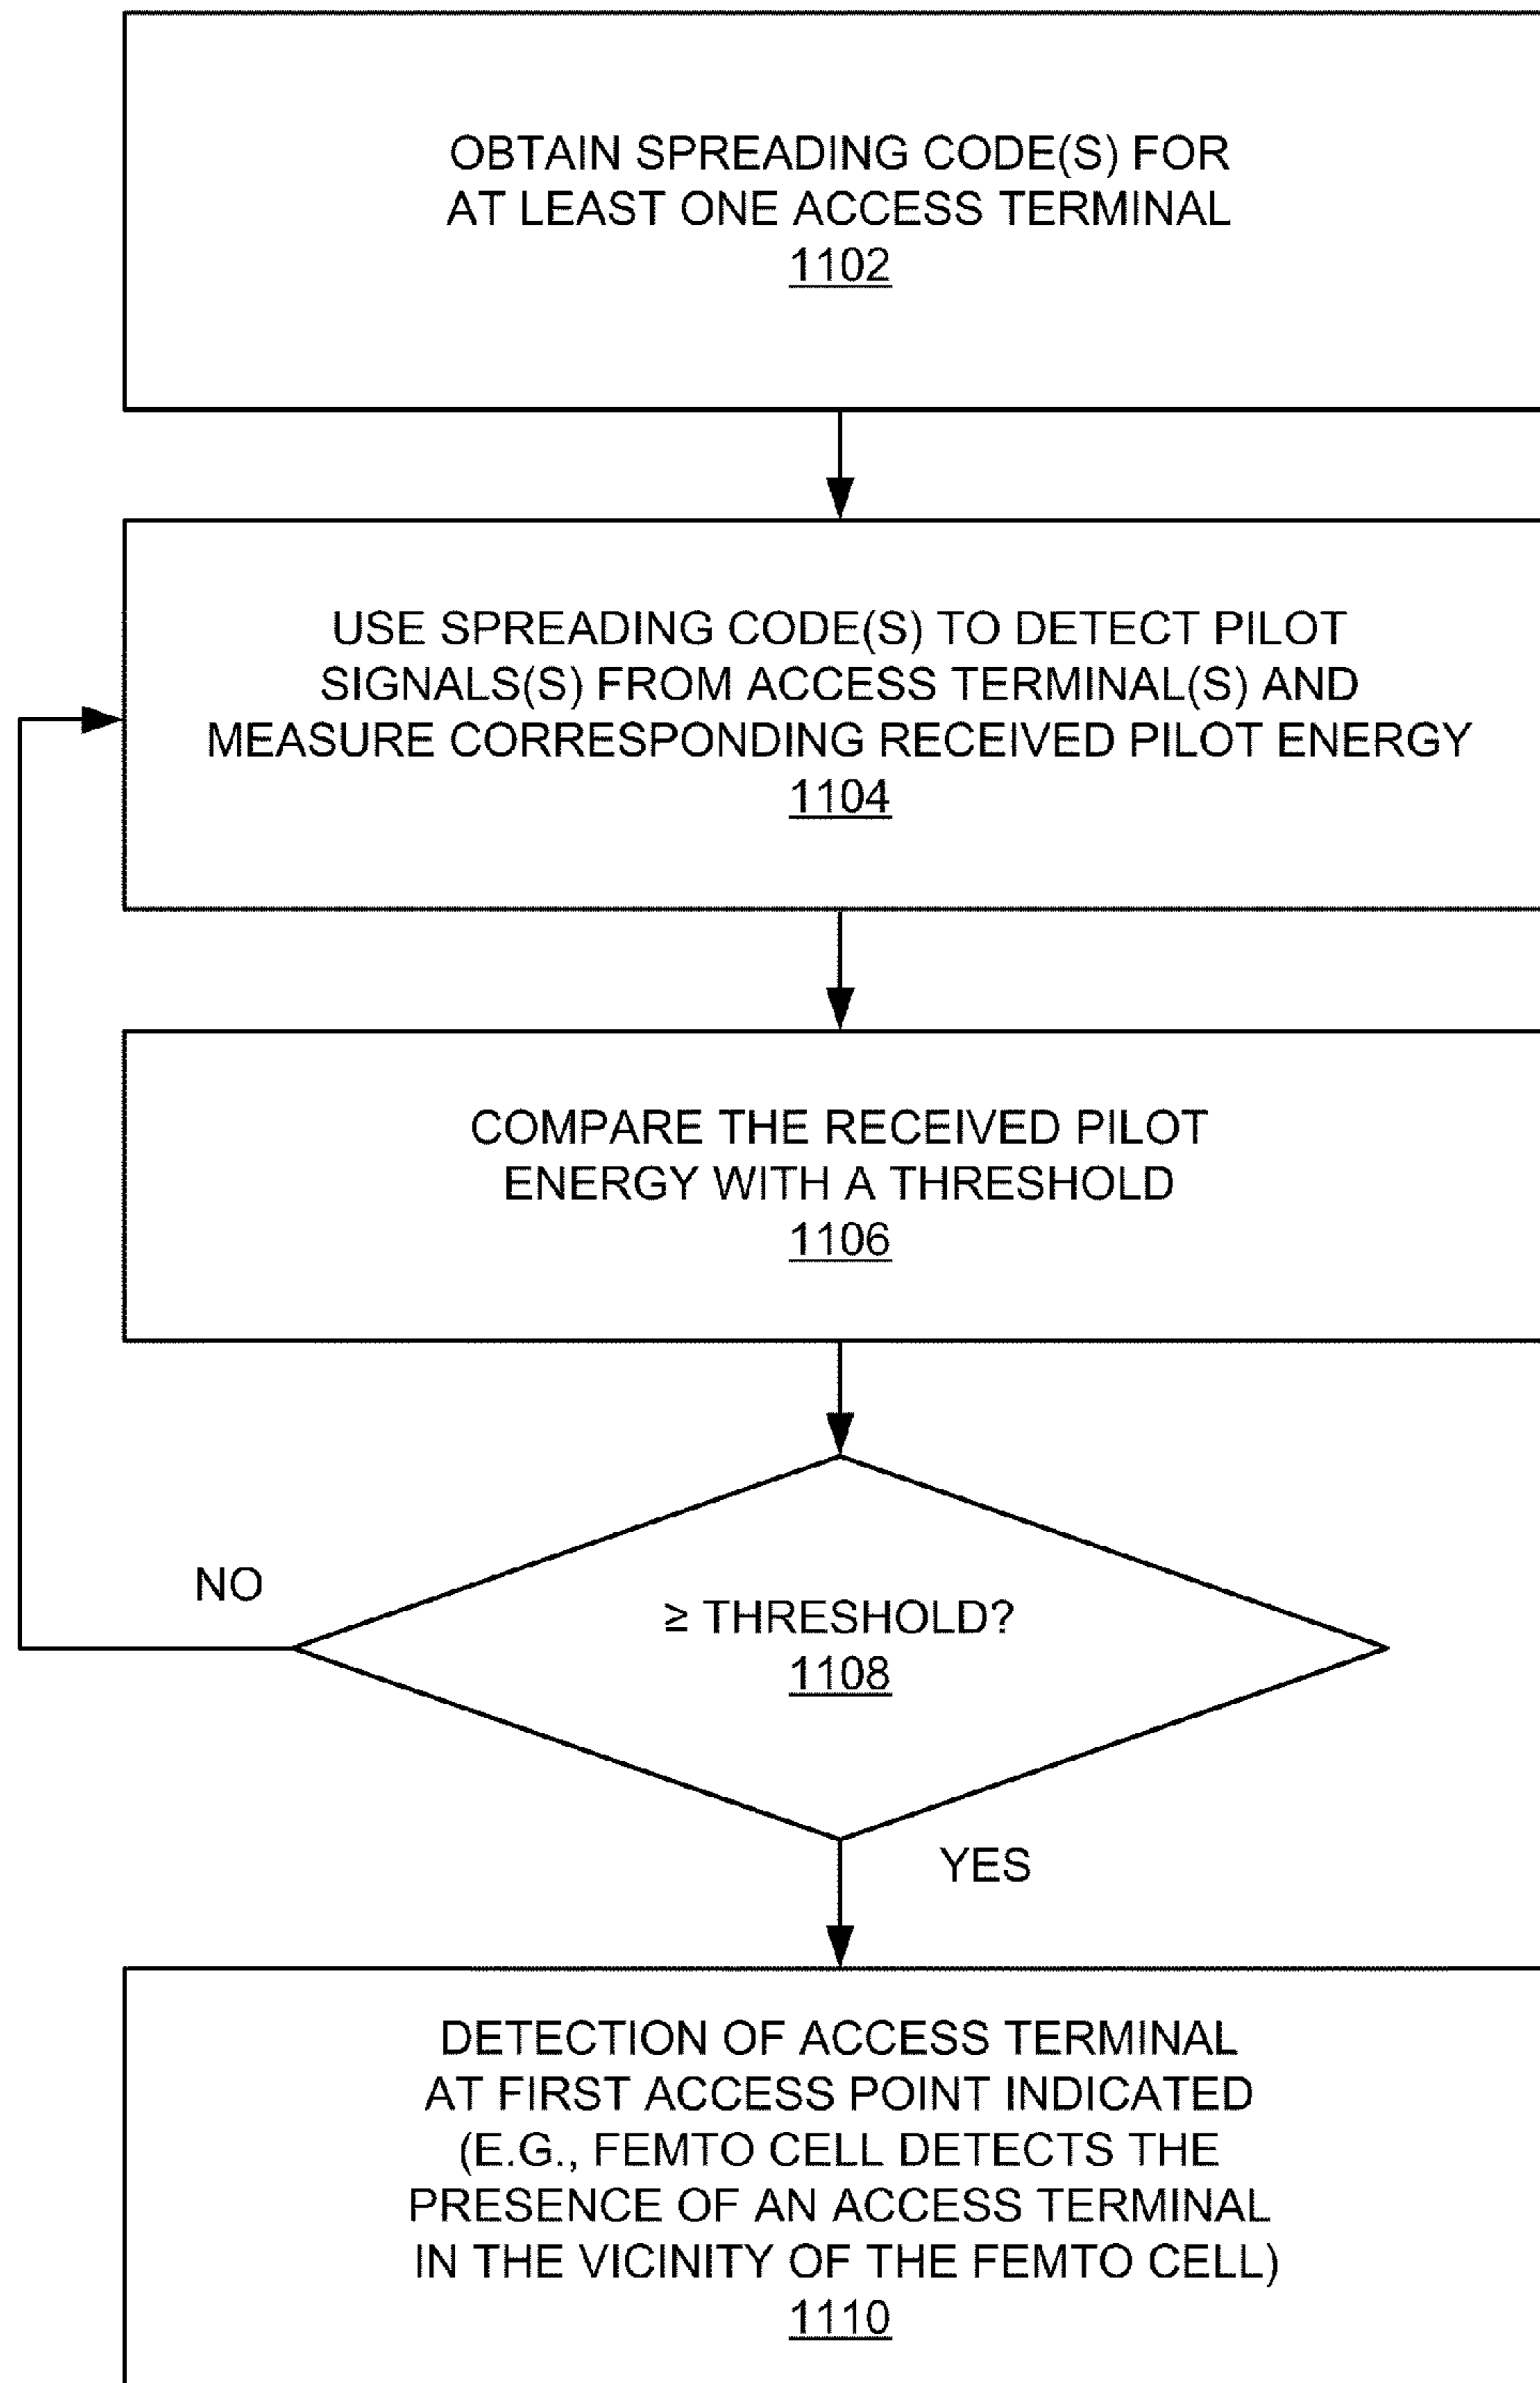 OBTAIN SPREADING CODE(S) FOR
AT LEAST ONE ACCESS TERMINAL
1102
USE SPREADING CODE(S) TO DETECT PILOT
SIGNALS(S) FROM ACCESS TERMINAL(S) AND
MEASURE CORRESPONDING RECEIVED PILOT ENERGY
1104
COMPARE THE RECEIVED PILOT
ENERGY WITH A THRESHOLD
1106
NO
≥ THRESHOLD?
1108
YES
DETECTION OF ACCESS TERMINAL
AT FIRST ACCESS POINT INDICATED
(E.G., FEMTO CELL DETECTS THE
PRESENCE OF AN ACCESS TERMINAL
IN THE VICINITY OF THE FEMTO CELL)
1110